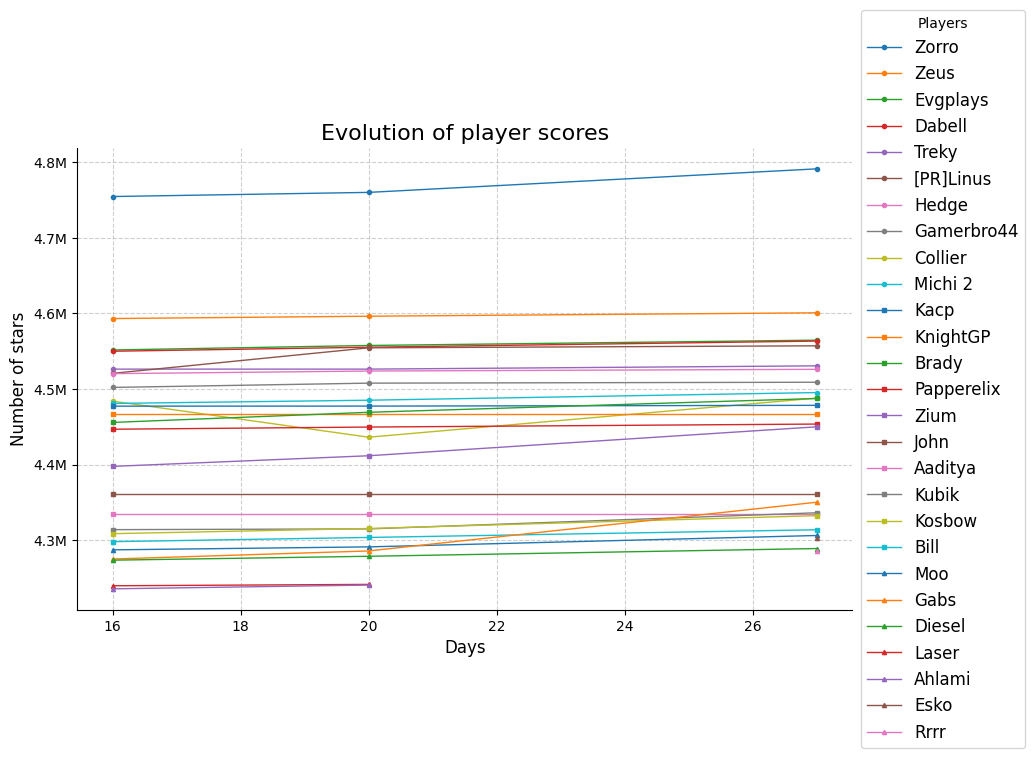 Evolution of player scores
Number of stars
4.8M
4.7M
4.6M
4.5M
4.4M
4.3M
16
18
20
22
24
26
Days
Players
Zorro
Zeus
Evgplays
Dabell
Treky
[PR]Linus
Hedge
Gamerbro44
Collier
Michi 2
Kacp
KnightGP
Brady
Papperelix
Zium
John
Aaditya
Kubik
Kosbow
Bill
Moo
Gabs
Diesel
Laser
Ahlami
Esko
Rrrr